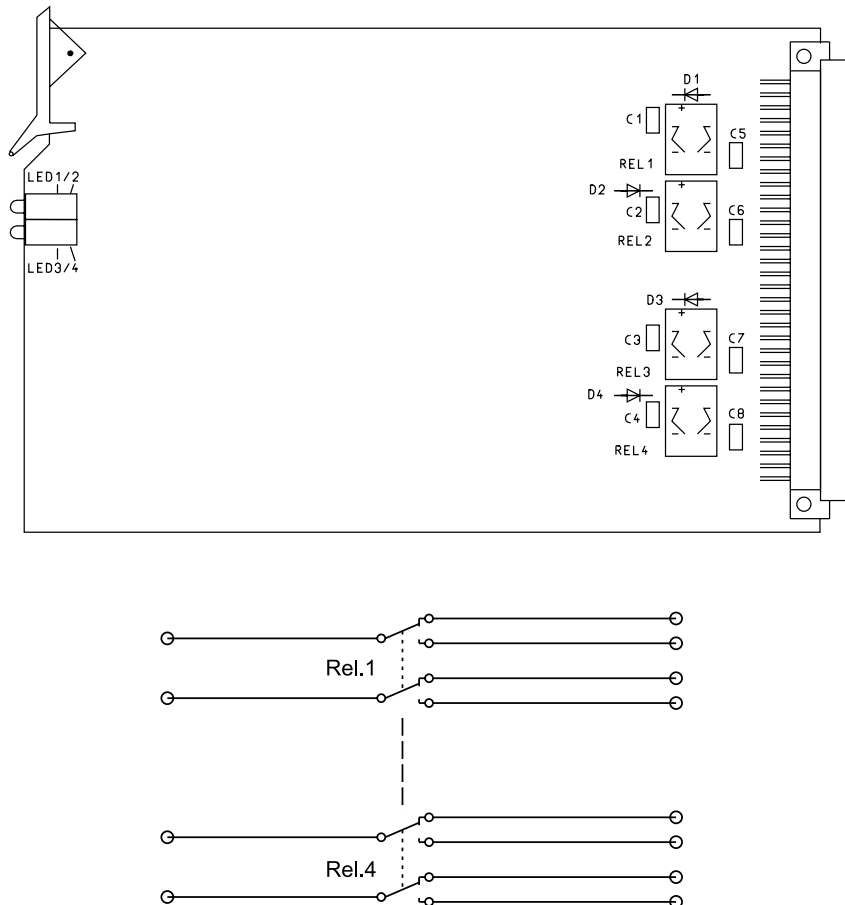 D1
C1
C5
REL1
LED1/2
D2
C2
C6
REL2
LED3/4
D3
C3
C7
REL3
D4
C4
C8
REL4
Rel.1
Rel.4